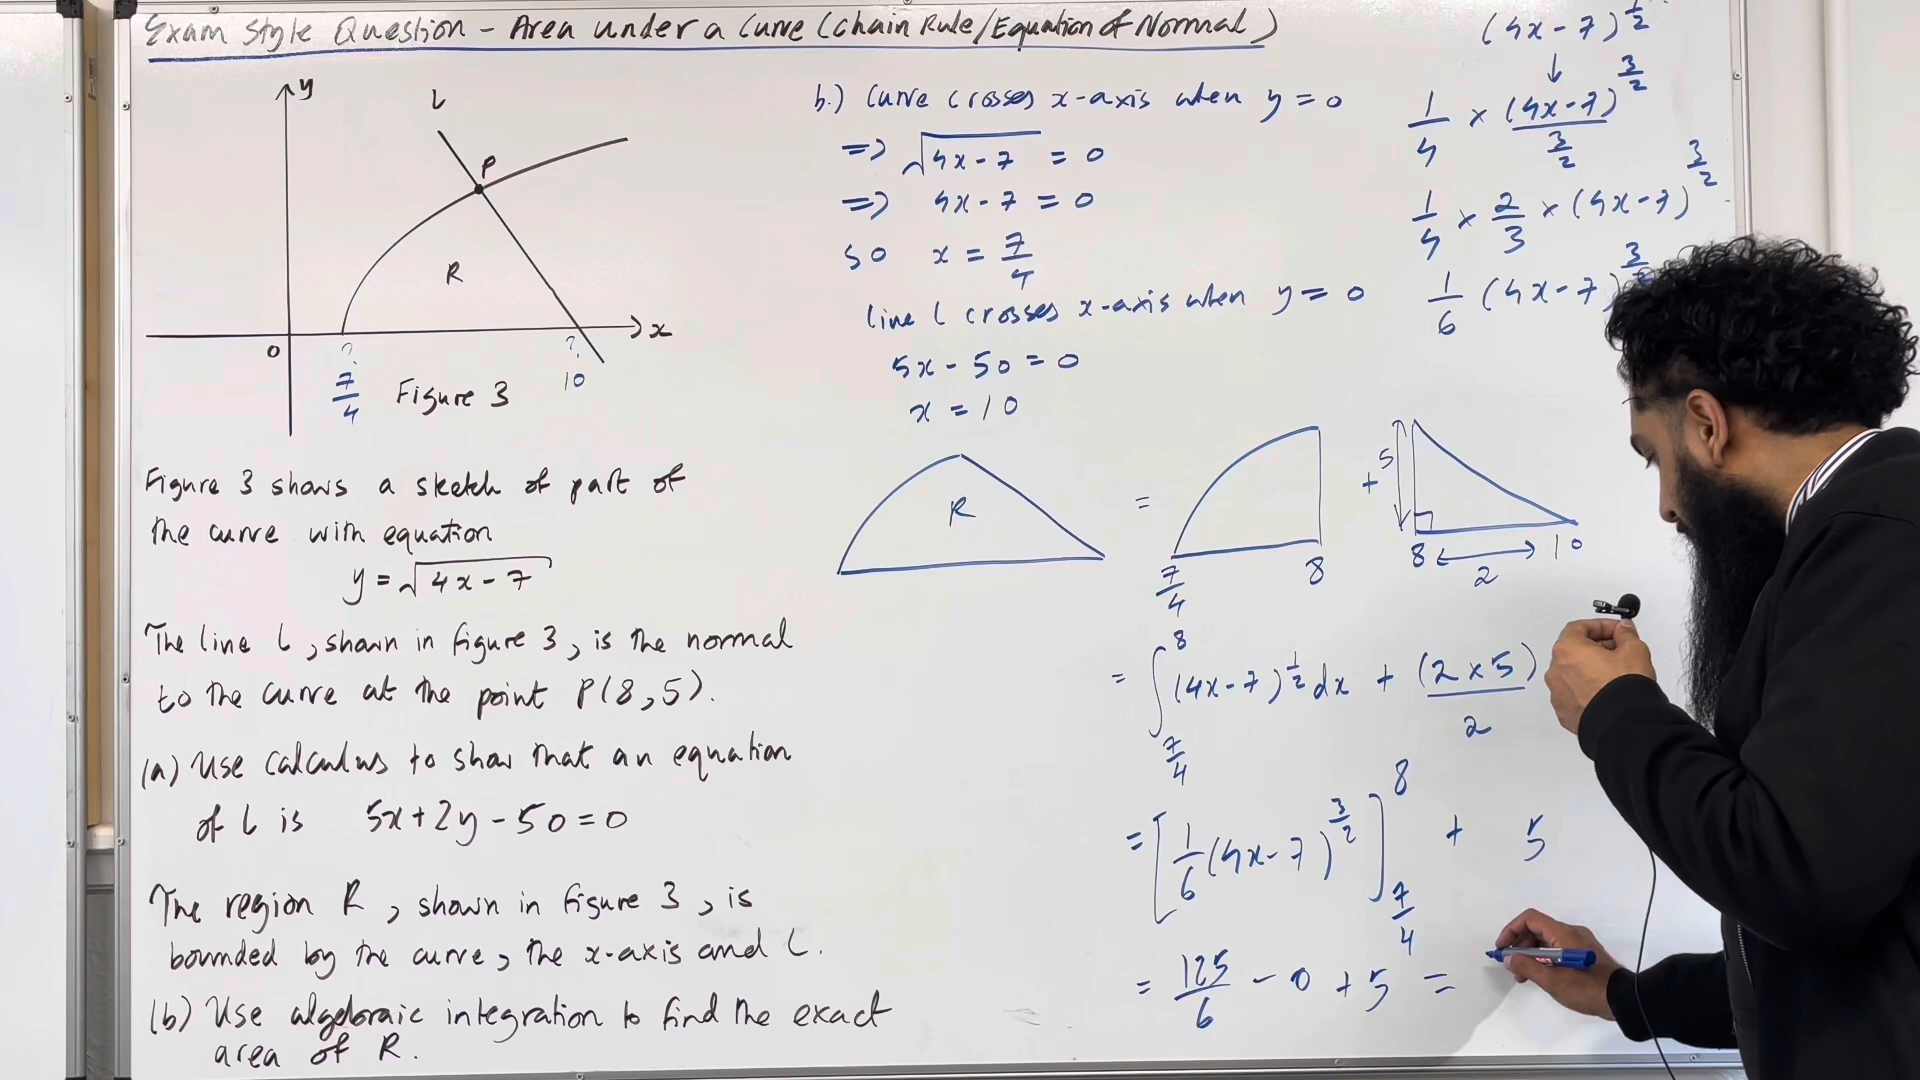 Exam Style Question - Area under a Curve (Chain Rule/Equation of Normal)
y
L
P
R
x
0
?
?
7/4
10
Figure 3
Figure 3 shows a sketch of part of
the curve with equation
y = √(4x - 7)
The line L, shown in figure 3, is the normal
to the curve at the point P(8,5).
(a) Use calculus to show that an equation
of L is 5x + 2y - 50 = 0
The region R, shown in figure 3, is
bounded by the curve, the x-axis and L.
(b) Use algebraic integration to find the exact
area of R.
b.) Curve crosses x-axis when y = 0
=> √(4x - 7) = 0
=> 4x - 7 = 0
so x = 7/4
line L crosses x-axis when y = 0
5x - 50 = 0
x = 10
R
=
7/4
8
+
5
8
2
10
= ∫_{7/4}^{8} (4x - 7)^{1/2} dx + (2 × 5)/2
= [1/6 (4x - 7)^{3/2}]_{7/4}^{8} + 5
= 125/6 - 0 + 5 =
(4x - 7)^{1/2}
↓
1/4 × (4x - 7)^{3/2} / (3/2)
1/4 × 2/3 × (4x - 7)^{3/2}
1/6 (4x - 7)^{3/2}